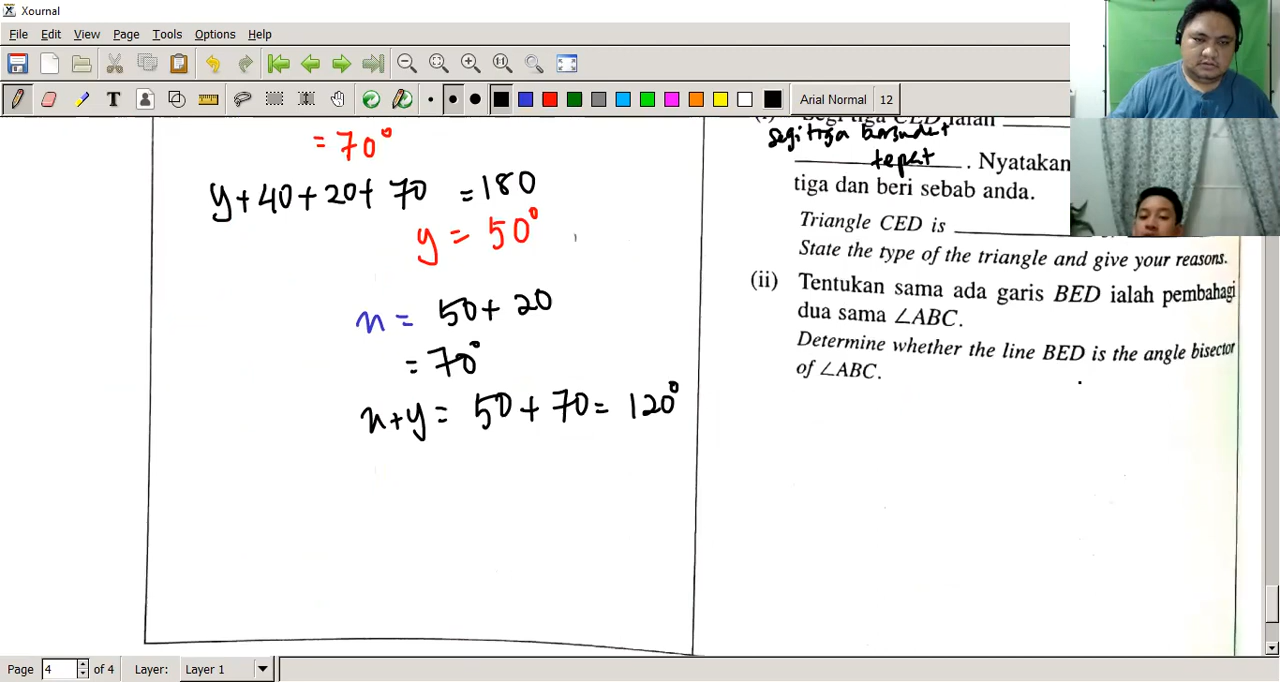 Xournal
File Edit View Page Tools Options Help
Arial Normal 12
= 70°
y + 40 + 20 + 70 = 180
y = 50°
n = 50 + 20
= 70°
n + y = 50 + 70 = 120°
segitiga bersudut
tepat . Nyatakan
tiga dan beri sebab anda.
Triangle CED is
State the type of the triangle and give your reasons.
(ii) Tentukan sama ada garis BED ialah pembahagi
dua sama ∠ABC.
Determine whether the line BED is the angle bisector
of ∠ABC.
Page 4 of 4 Layer: Layer 1